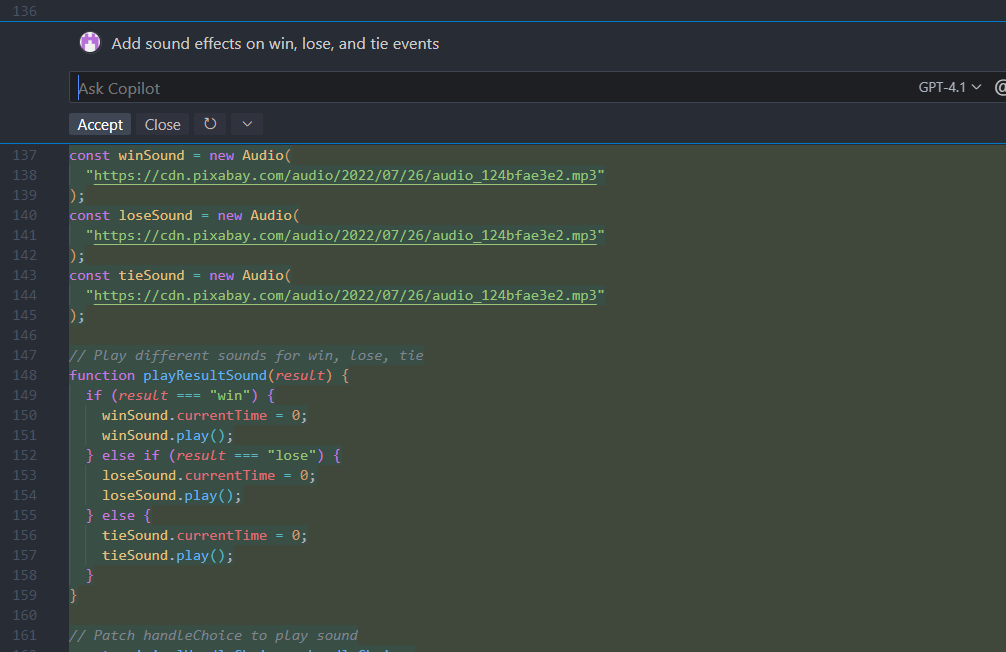 136
Add sound effects on win, lose, and tie events
Ask Copilot GPT-4.1 @
Accept Close
137 const winSound = new Audio(
138 "https://cdn.pixabay.com/audio/2022/07/26/audio_124bfae3e2.mp3"
139 );
140 const loseSound = new Audio(
141 "https://cdn.pixabay.com/audio/2022/07/26/audio_124bfae3e2.mp3"
142 );
143 const tieSound = new Audio(
144 "https://cdn.pixabay.com/audio/2022/07/26/audio_124bfae3e2.mp3"
145 );
146
147 // Play different sounds for win, lose, tie
148 function playResultSound(result) {
149 if (result === "win") {
150 winSound.currentTime = 0;
151 winSound.play();
152 } else if (result === "lose") {
153 loseSound.currentTime = 0;
154 loseSound.play();
155 } else {
156 tieSound.currentTime = 0;
157 tieSound.play();
158 }
159 }
160
161 // Patch handleChoice to play sound